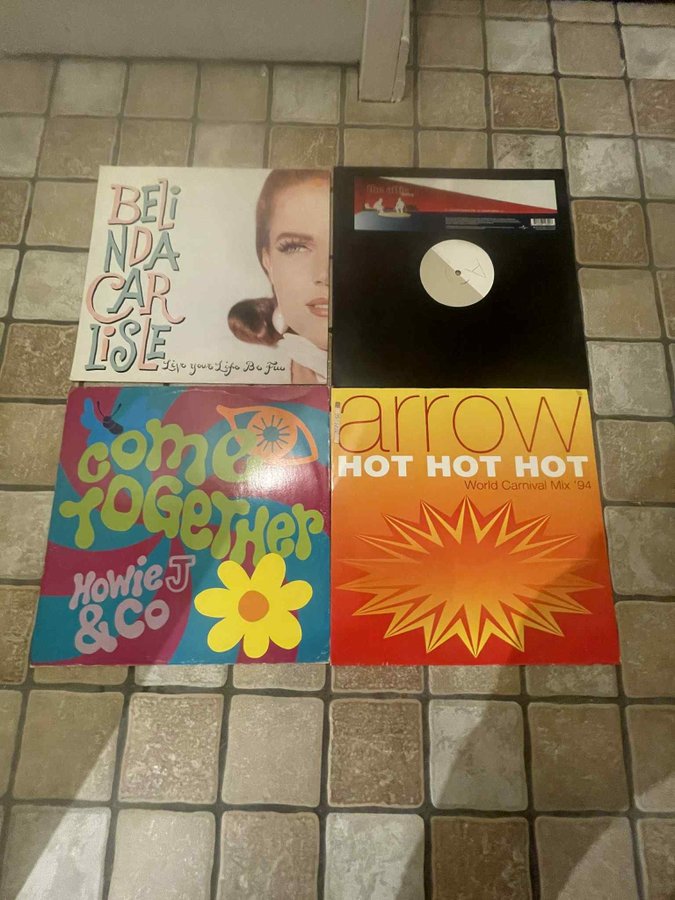 BELI
NDA
CAR
LISLE
Live your Life Be Free
A
COME
TOGETHER
HOWIE J
& CO
arrow
HOT HOT HOT
World Carnival Mix '94